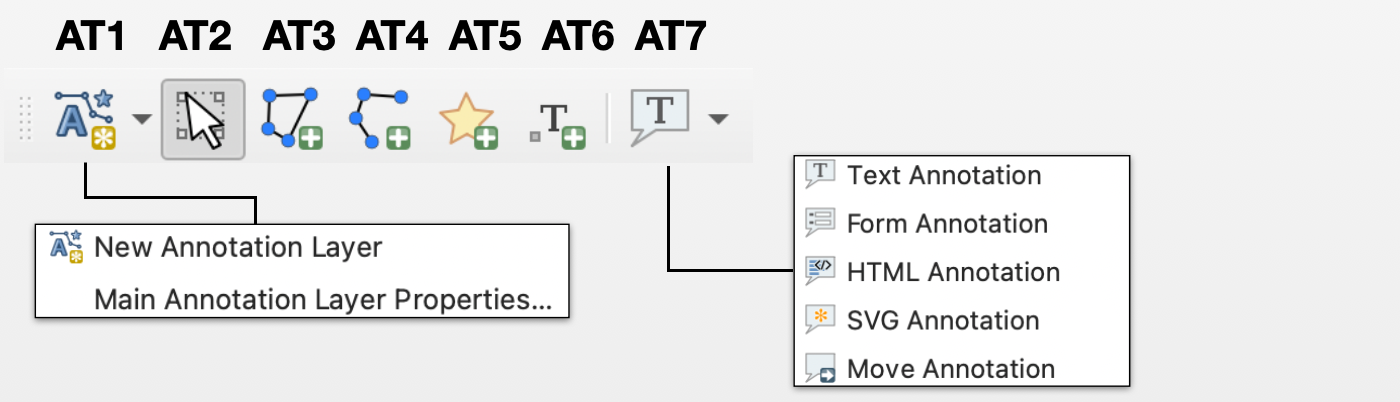 AT1 AT2 AT3 AT4 AT5 AT6 AT7
New Annotation Layer
Main Annotation Layer Properties...
Text Annotation
Form Annotation
HTML Annotation
SVG Annotation
Move Annotation